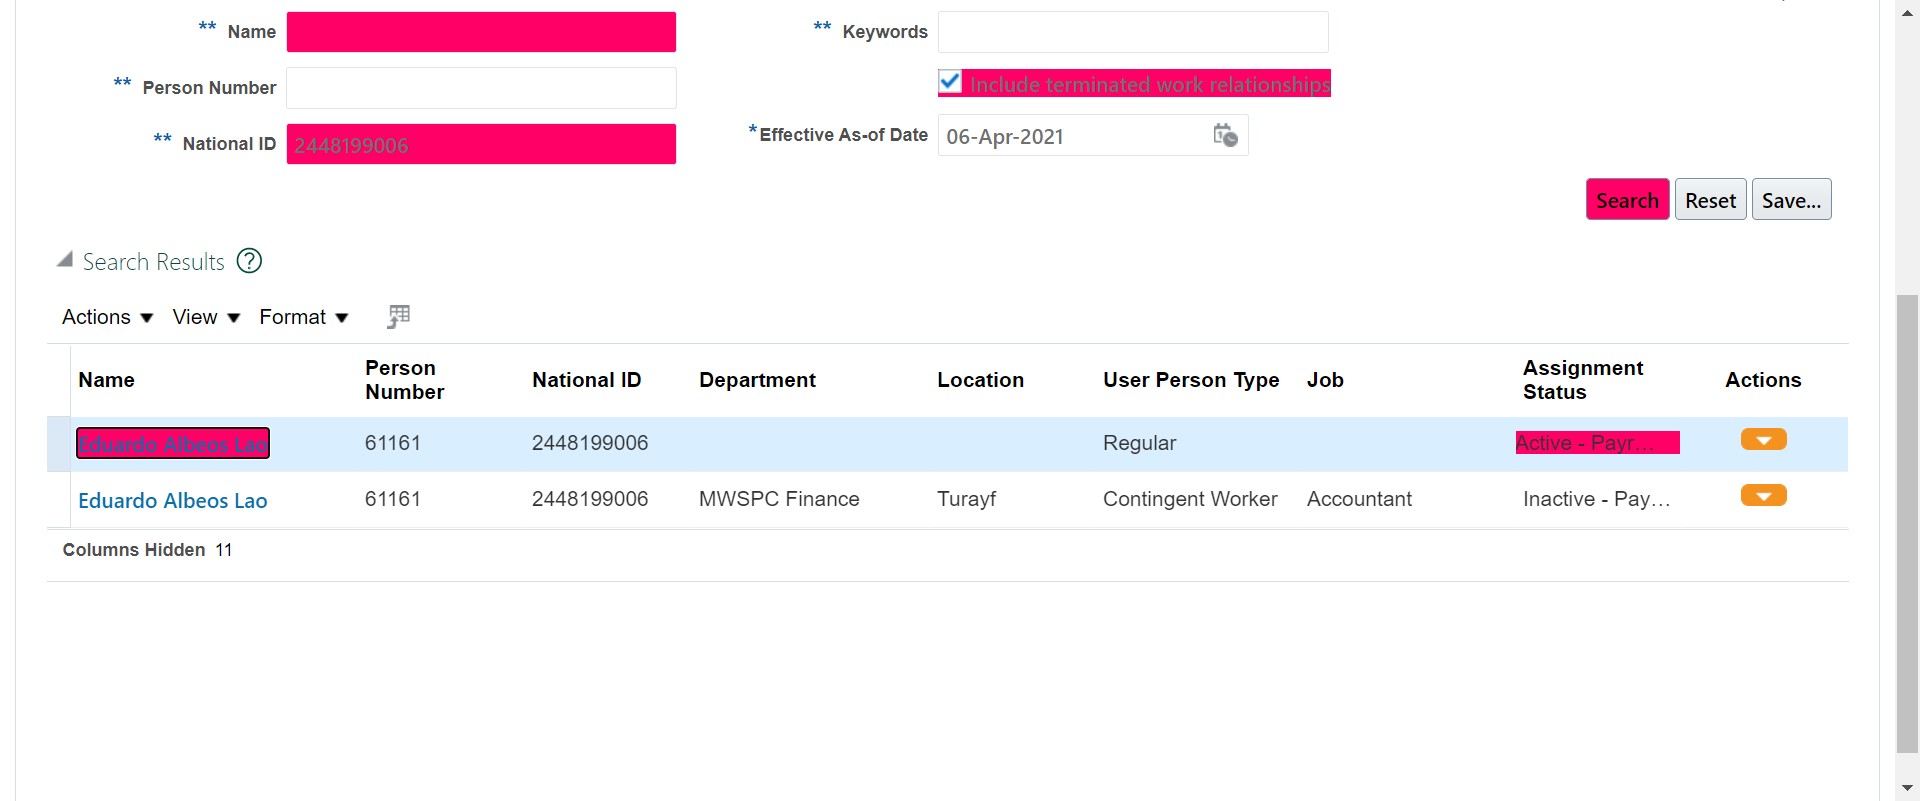 ** Name
** Keywords
** Person Number
Include terminated work relationships
** National ID 2448199006
*Effective As-of Date 06-Apr-2021
Search Reset Save...
Search Results ?
Actions View Format
Name Person Number National ID Department Location User Person Type Job Assignment Status Actions
Eduardo Albeos Lao 61161 2448199006 Regular Active - Payr...
Eduardo Albeos Lao 61161 2448199006 MWSPC Finance Turayf Contingent Worker Accountant Inactive - Pay...
Columns Hidden 11